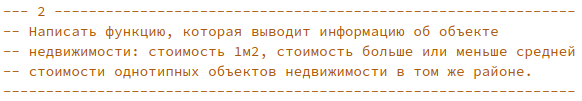 --- 2 -------------------------------------------------------------
-- Написать функцию, которая выводит информацию об объекте
-- недвижимости: стоимость 1м2, стоимость больше или меньше средней
-- стоимости однотипных объектов недвижимости в том же районе.
-------------------------------------------------------------------